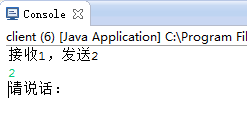 Console
client (6) [Java Application] C:\Program Fil
接收1，发送2
2
请说话：